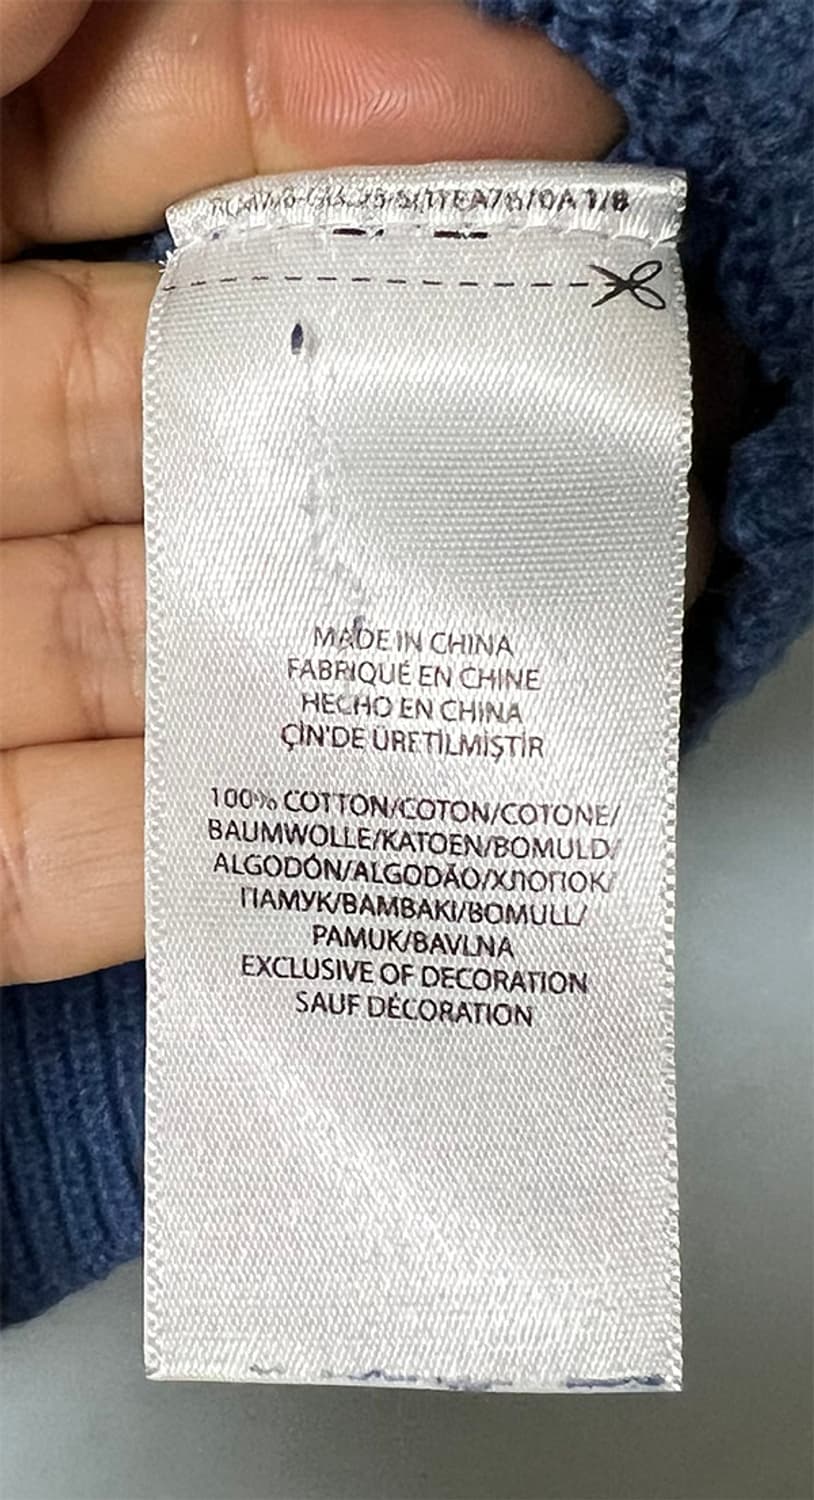 MADE IN CHINA
FABRIQUÉ EN CHINE
HECHO EN CHINA
ÇİN'DE ÜRETİLMİŞTİR
100% COTTON/COTON/COTONE/
BAUMWOLLE/KATOEN/BOMULD/
ALGODÓN/ALGODÃO/ХЛОПОК/
ПАМУК/BAMBAKI/BOMULL/
PAMUK/BAVLNA
EXCLUSIVE OF DECORATION
SAUF DÉCORATION